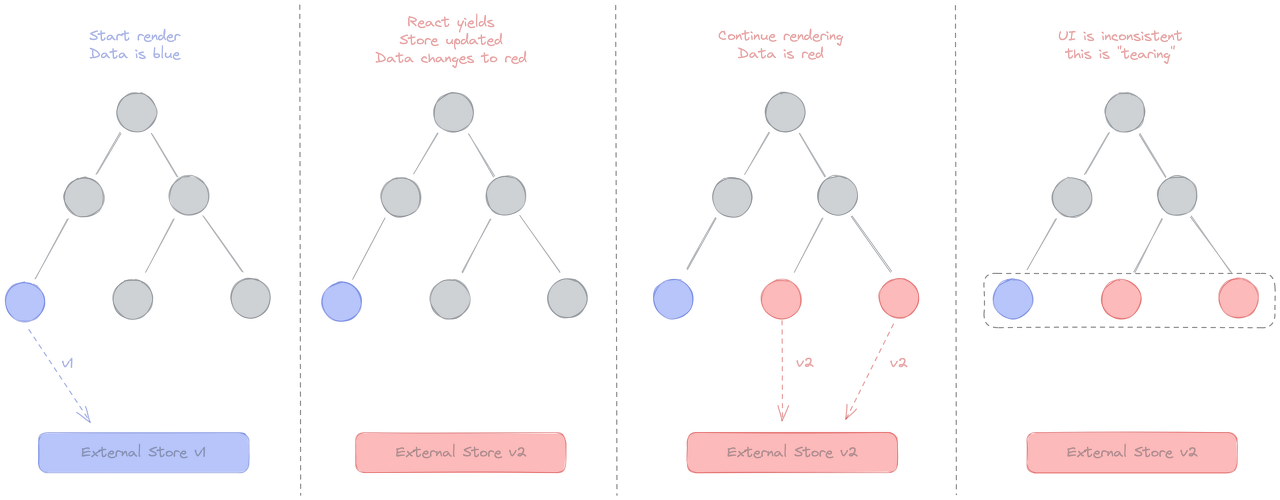 Start render
Data is blue
v1
External Store v1
React yields
Store updated
Data changes to red
External Store v2
Continue rendering
Data is red
v2
v2
External Store v2
UI is inconsistent
this is "tearing"
External Store v2